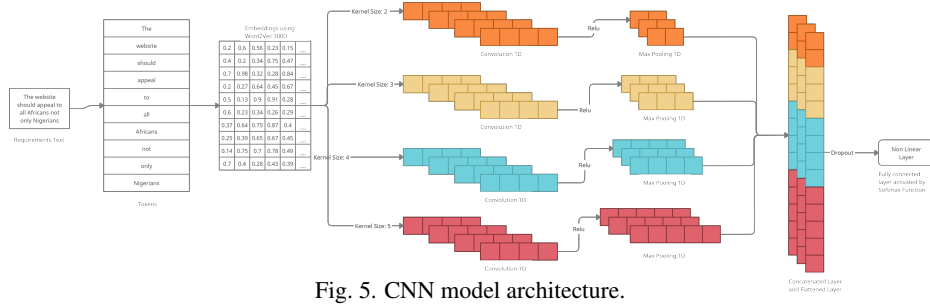 The website
should appeal to
all Africans not
only Nigerians
Requirements Text
The
website
should
appeal
to
all
Africans
not
only
Nigerians
Tokens
Embeddings using
Word2Vec 300D
0.2 0.6 0.56 0.23 0.15 ....
0.4 0.2 0.34 0.75 0.47 ....
0.7 0.98 0.32 0.28 0.84 ....
0.2 0.27 0.64 0.45 0.67 ....
0.5 0.13 0.9 0.91 0.28 ....
0.6 0.23 0.34 0.26 0.29 ....
0.37 0.64 0.75 0.87 0.4 ....
0.25 0.39 0.65 0.67 0.45 ....
0.14 0.75 0.7 0.78 0.49 ....
0.7 0.4 0.28 0.43 0.39 ....
Kernel Size: 2
Convolution 1D
Relu
Max Pooling 1D
Kernel Size: 3
Convolution 1D
Relu
Max Pooling 1D
Kernel Size: 4
Convolution 1D
Relu
Max Pooling 1D
Kernel Size: 5
Convolution 1D
Relu
Max Pooling 1D
Concatenated Layer
and Flattened Layer
Dropout
Non Linear
Layer
Fully connected
layer activated by
Softmax Function
Fig. 5. CNN model architecture.